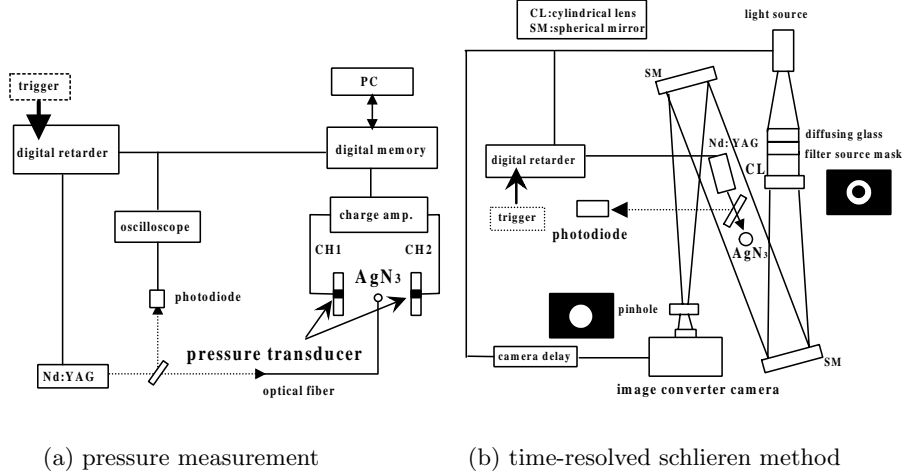 trigger
digital retarder
PC
digital memory
charge amp.
oscilloscope
CH1
CH2
AgN3
photodiode
pressure transducer
Nd:YAG
optical fiber
(a) pressure measurement
CL:cylindrical lens
SM:spherical mirror
light source
SM
diffusing glass
Nd:YAG
filter source mask
digital retarder
CL
trigger
photodiode
AgN3
pinhole
camera delay
SM
image converter camera
(b) time-resolved schlieren method